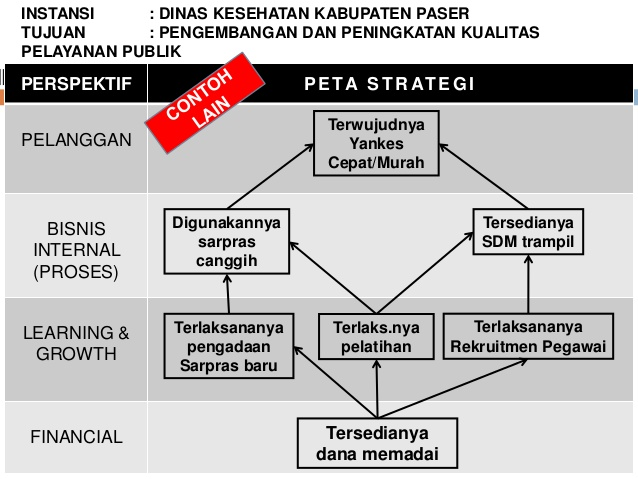 INSTANSI : DINAS KESEHATAN KABUPATEN PASER
TUJUAN : PENGEMBANGAN DAN PENINGKATAN KUALITAS
PELAYANAN PUBLIK
PERSPEKTIF
PETA STRATEGI
CONTOH
LAIN
PELANGGAN
Terwujudnya
Yankes
Cepat/Murah
BISNIS
INTERNAL
(PROSES)
Digunakannya
sarpras
canggih
Tersedianya
SDM trampil
LEARNING &
GROWTH
Terlaksananya
pengadaan
Sarpras baru
Terlaks.nya
pelatihan
Terlaksananya
Rekruitmen Pegawai
FINANCIAL
Tersedianya
dana memadai